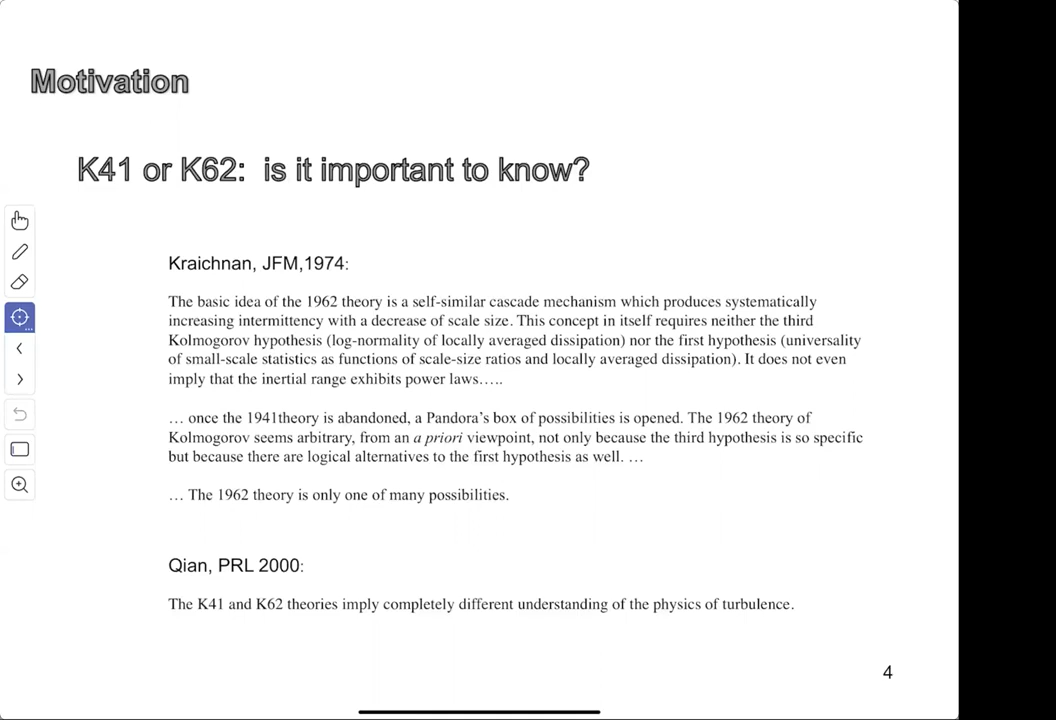 Motivation
K41 or K62: is it important to know?
Kraichnan, JFM,1974:
The basic idea of the 1962 theory is a self-similar cascade mechanism which produces systematically
increasing intermittency with a decrease of scale size. This concept in itself requires neither the third
Kolmogorov hypothesis (log-normality of locally averaged dissipation) nor the first hypothesis (universality
of small-scale statistics as functions of scale-size ratios and locally averaged dissipation). It does not even
imply that the inertial range exhibits power laws…..
… once the 1941theory is abandoned, a Pandora’s box of possibilities is opened. The 1962 theory of
Kolmogorov seems arbitrary, from an a priori viewpoint, not only because the third hypothesis is so specific
but because there are logical alternatives to the first hypothesis as well. …
… The 1962 theory is only one of many possibilities.
Qian, PRL 2000:
The K41 and K62 theories imply completely different understanding of the physics of turbulence.
4